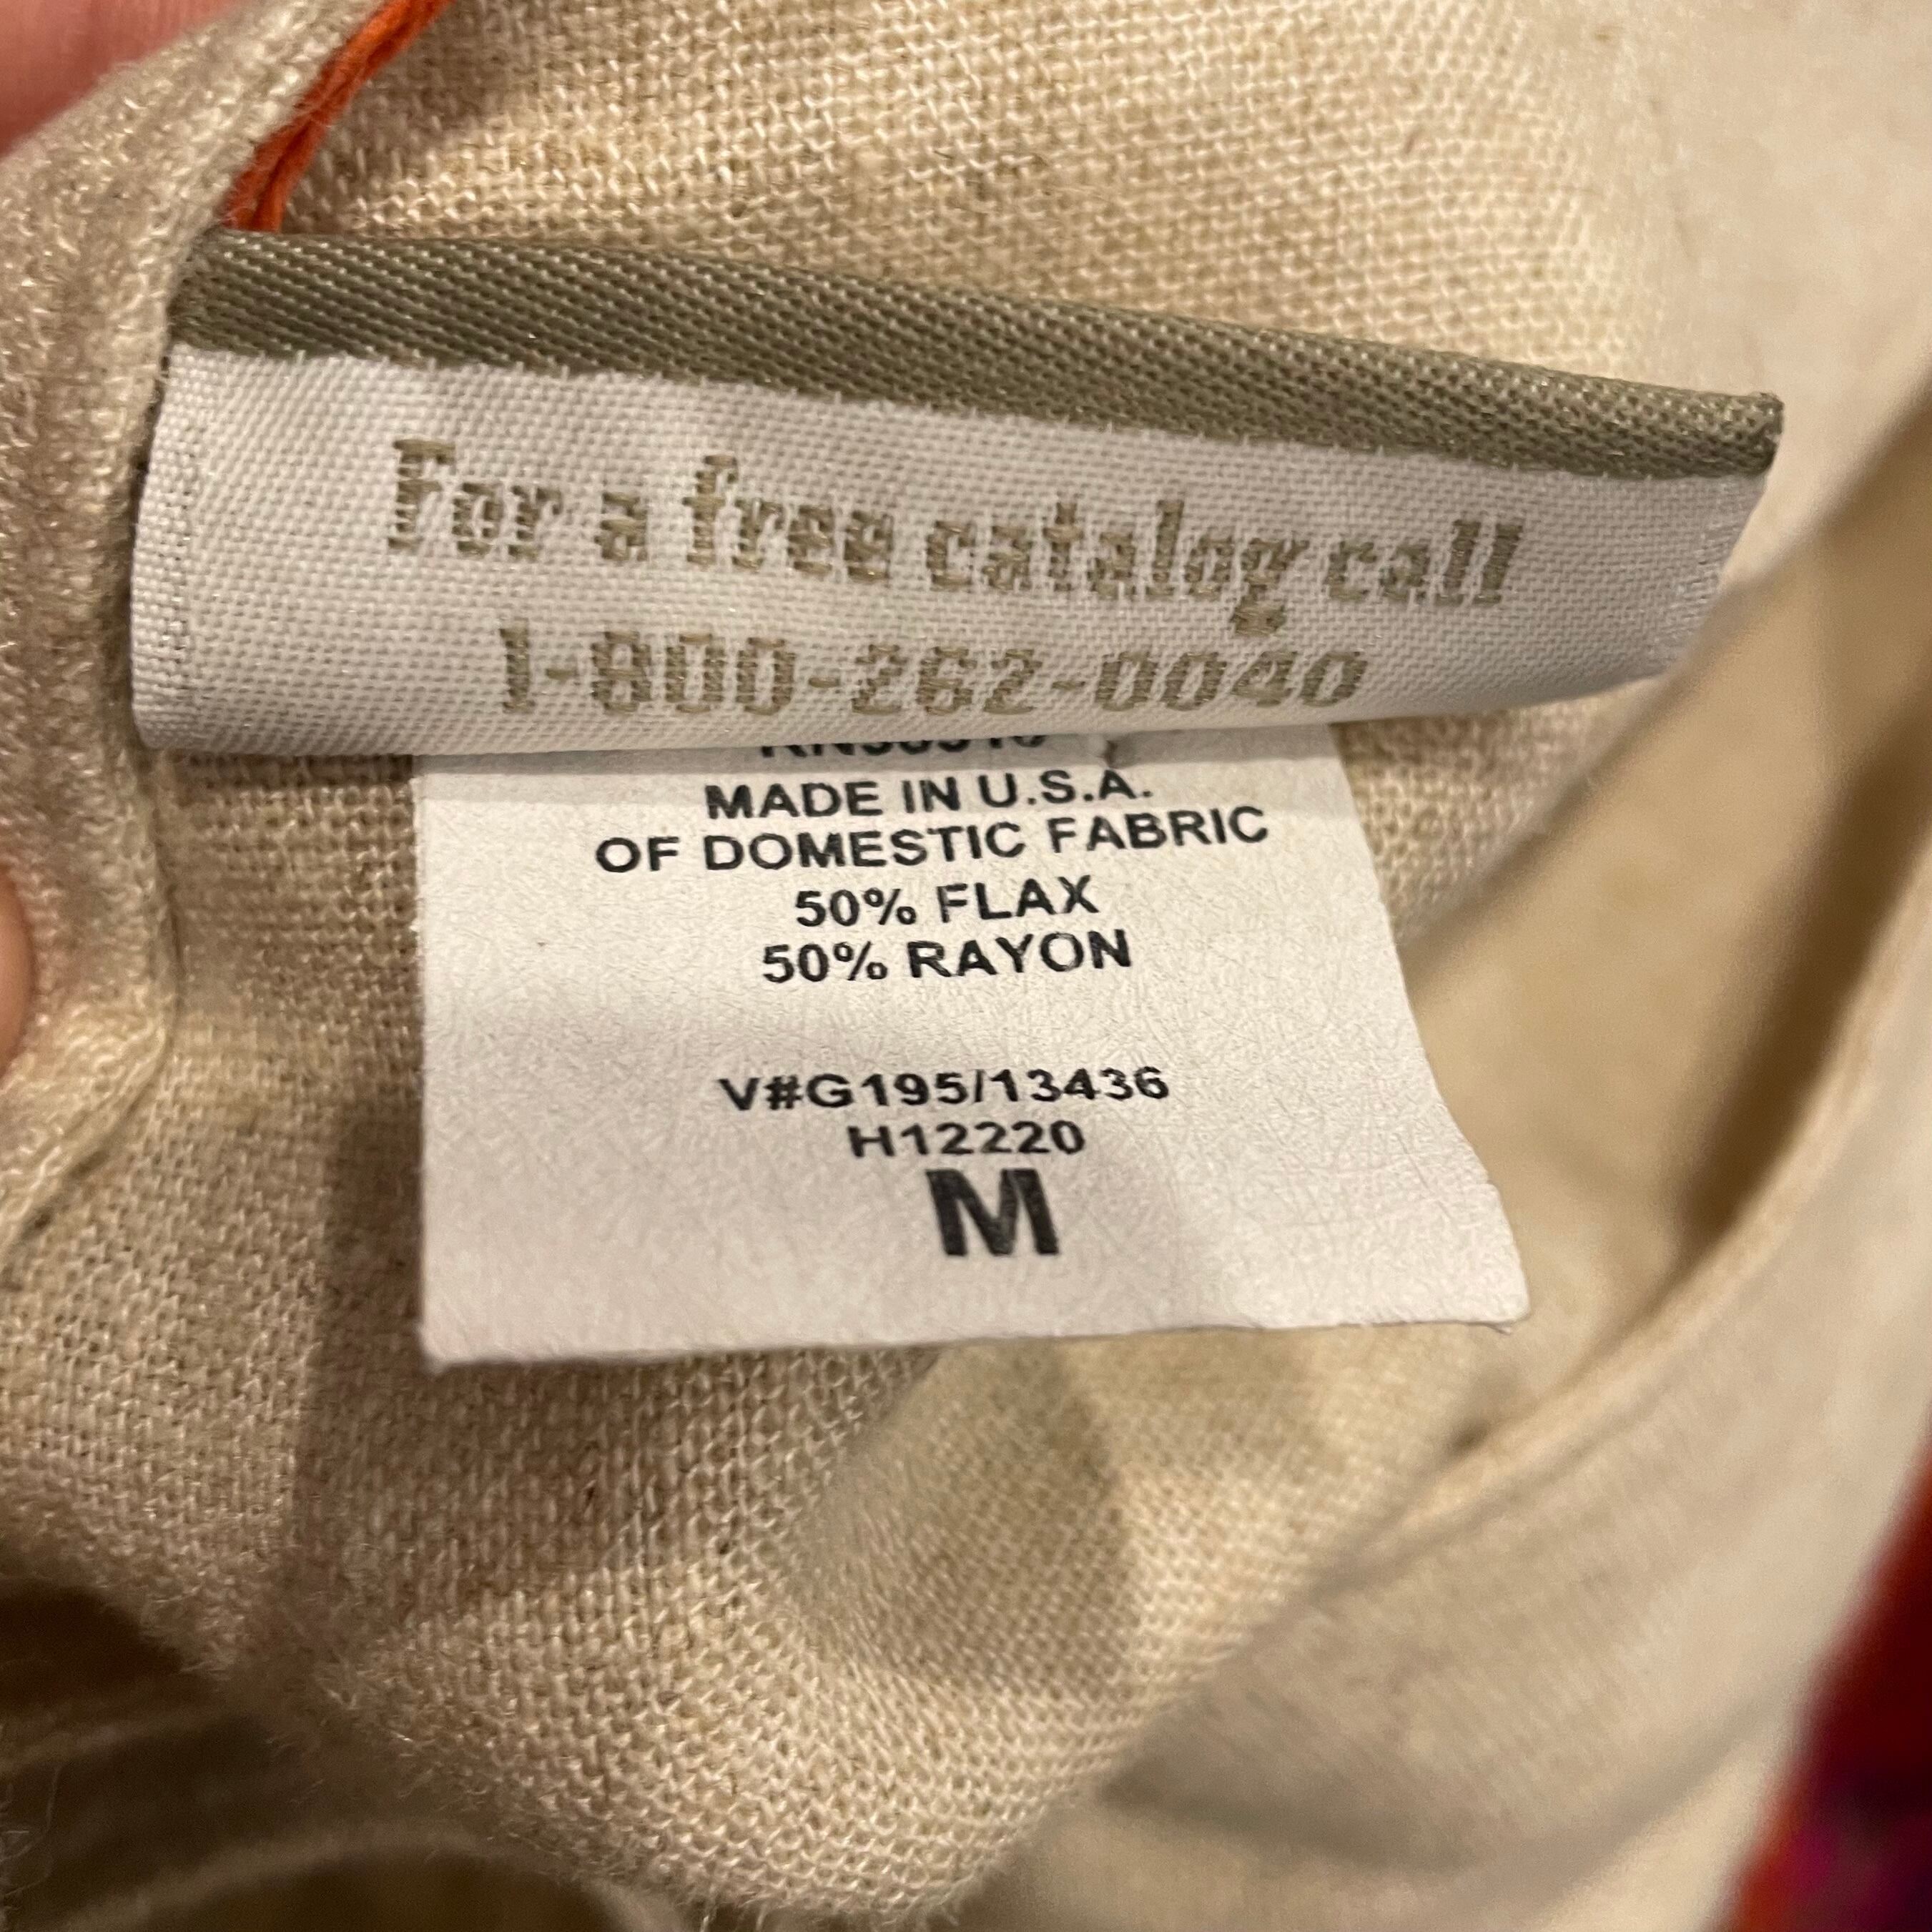 For a free catalog call
1-800-262-0040
MADE IN U.S.A.
OF DOMESTIC FABRIC
50% FLAX
50% RAYON
V#G195/13436
H12220
M